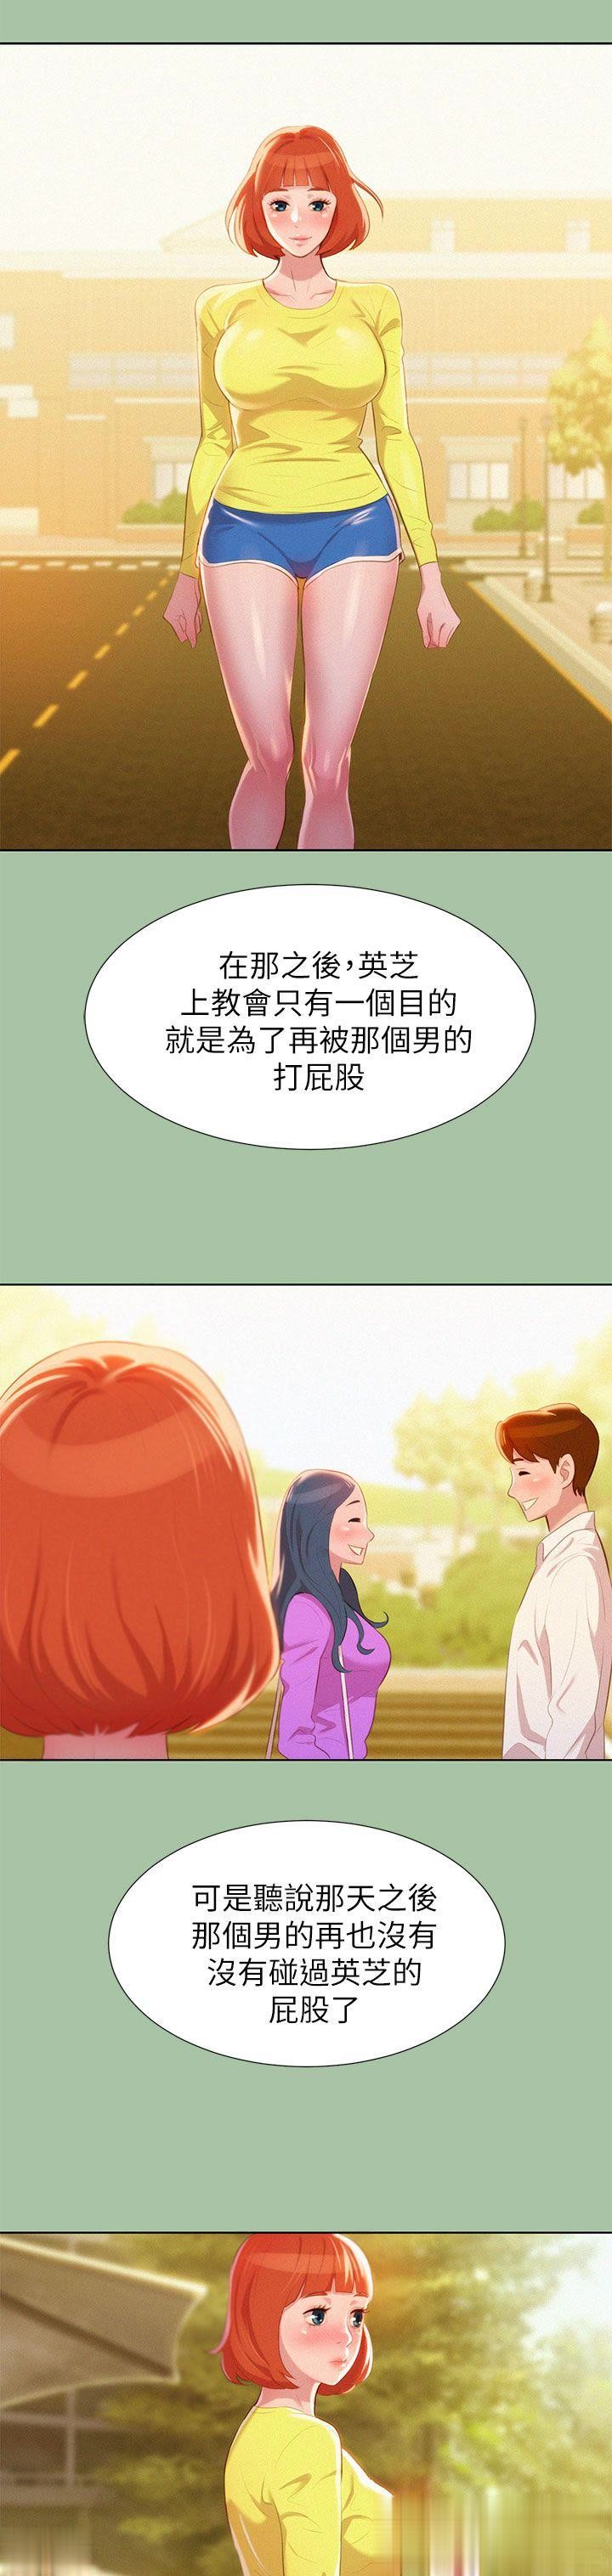 在那之後，英芝
上教會只有一個目的
就是為了再被那個男的
打屁股
可是聽說那天之後
那個男的再也沒有
沒有碰過英芝的
屁股了